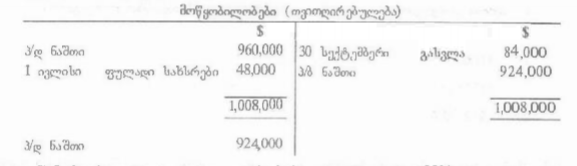 მოწყობილობები (თვითღირებულება)
$ $
პ/დ ნაშთი 960,000 30 სექტემბერი გასვლა 84,000
1 ივლისი ფულადი სახსრები 48,000 პ/ბ ნაშთი 924,000
1,008,000 1,008,000
პ/დ ნაშთი 924,000